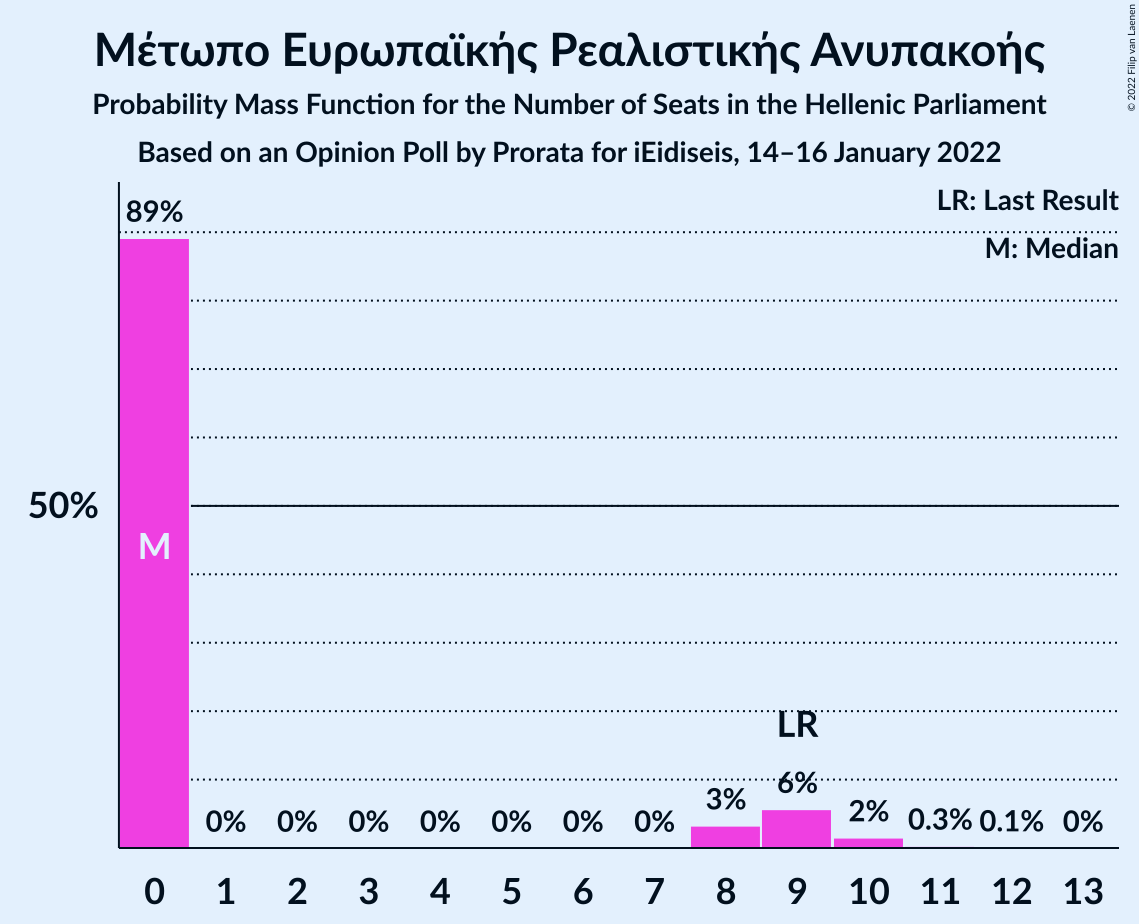 Μέτωπο Ευρωπαϊκής Ρεαλιστικής Ανυπακοής
Probability Mass Function for the Number of Seats in the Hellenic Parliament
Based on an Opinion Poll by Prorata for iEidiseis, 14–16 January 2022
© 2022 Filip van Laenen
LR: Last Result
M: Median
89%
50%
M
LR
0% 0% 0% 0% 0% 0% 0% 3% 6% 2% 0.3% 0.1% 0%
0 1 2 3 4 5 6 7 8 9 10 11 12 13